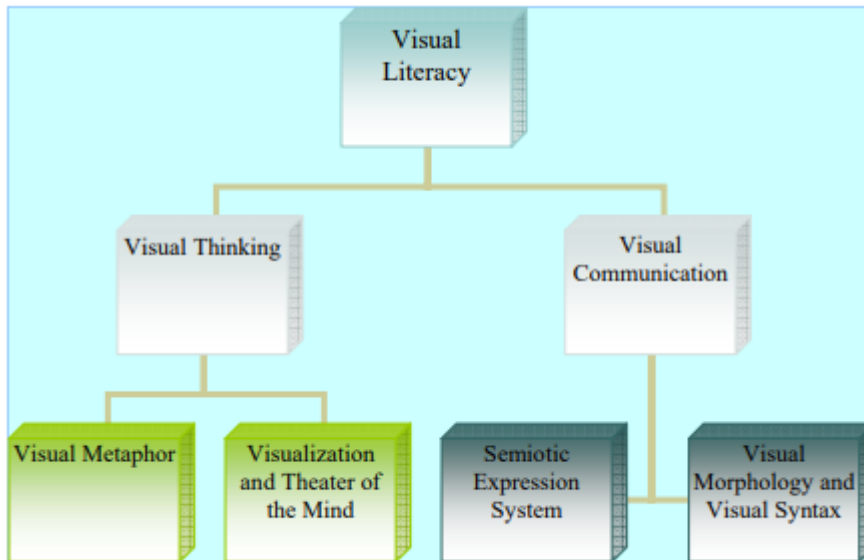 Visual
Literacy
Visual Thinking
Visual
Communication
Visual Metaphor
Visualization
and Theater of
the Mind
Semiotic
Expression
System
Visual
Morphology and
Visual Syntax